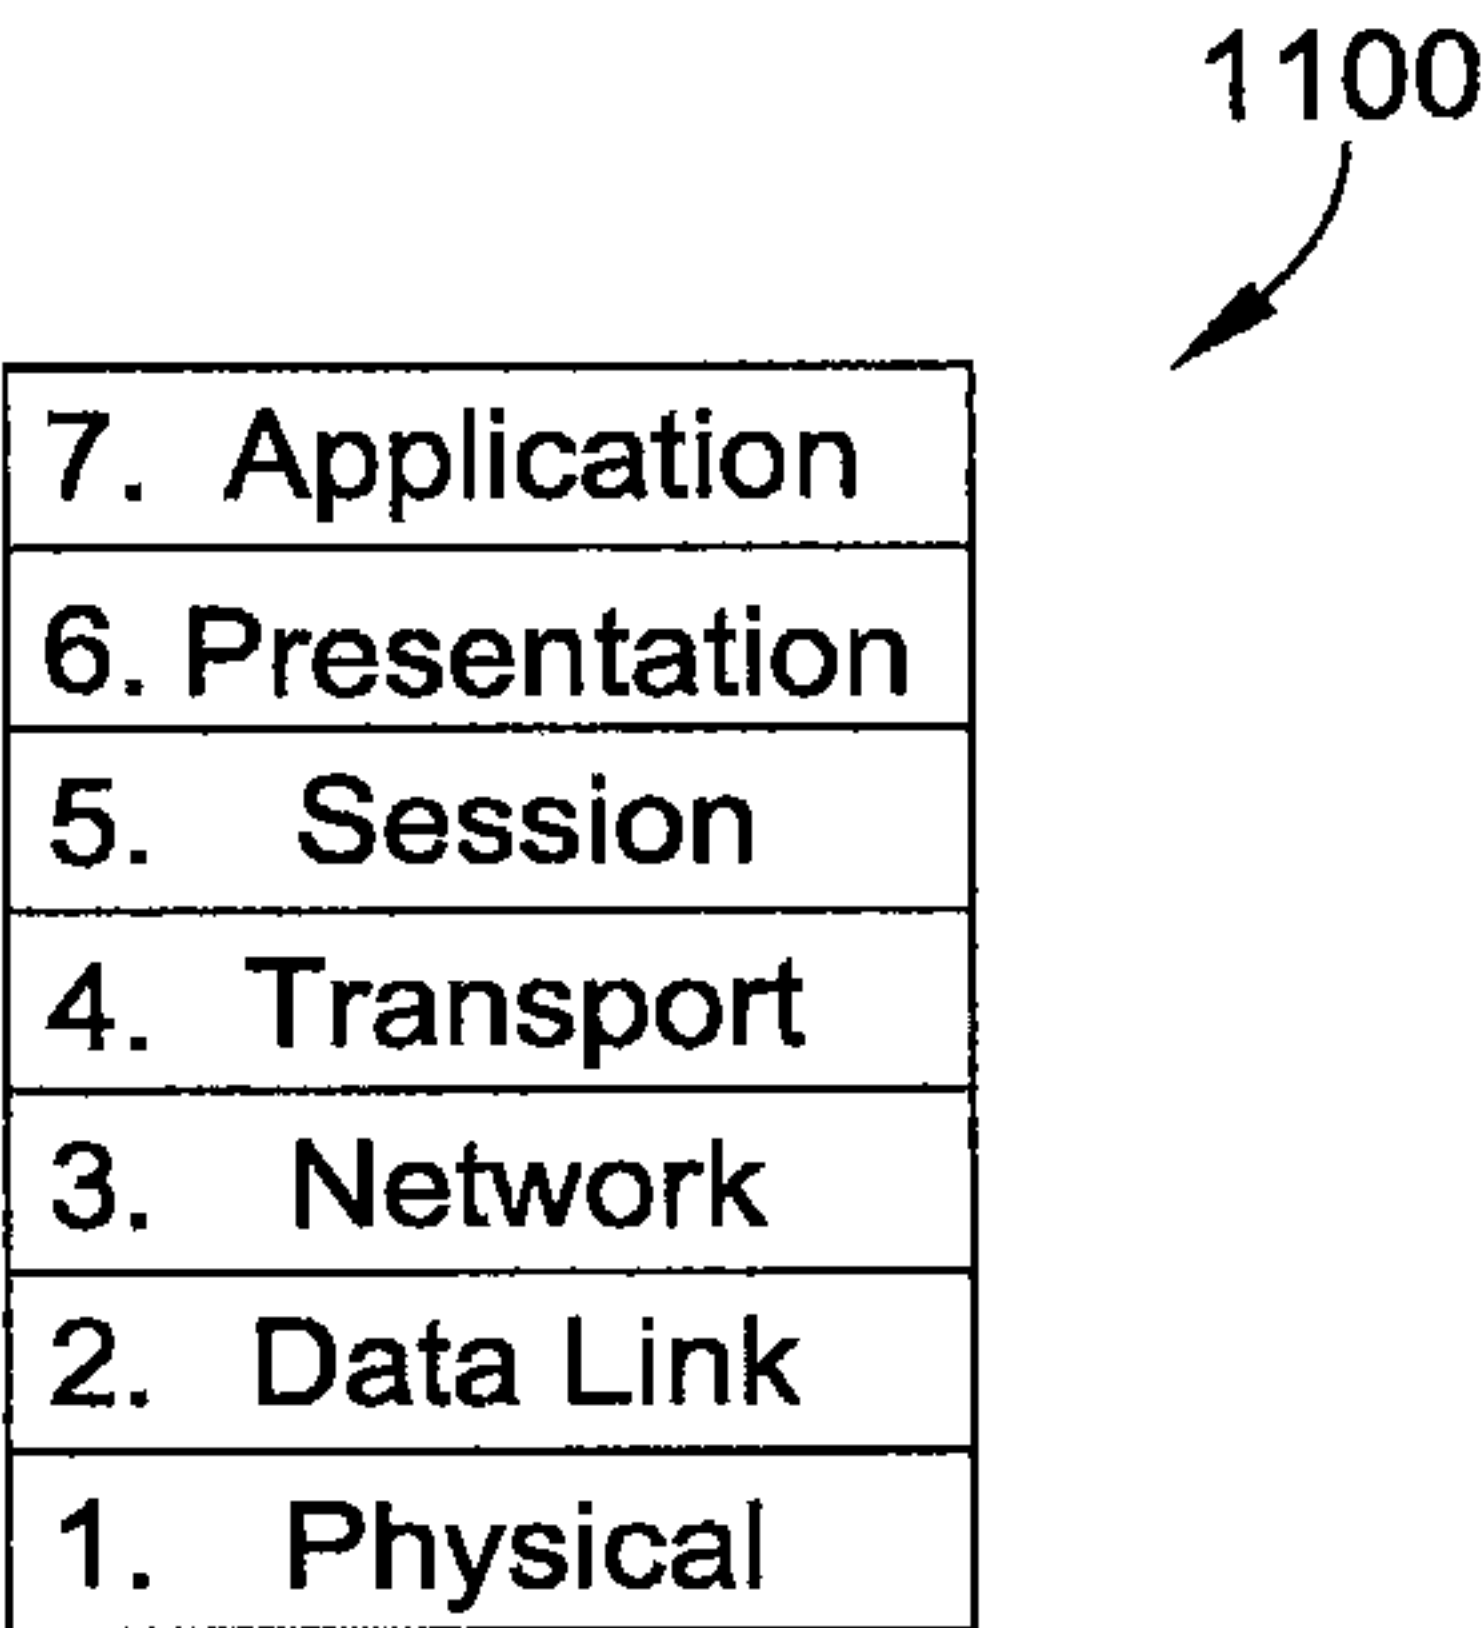 1100
7. Application
6. Presentation
5. Session
4. Transport
3. Network
2. Data Link
1. Physical